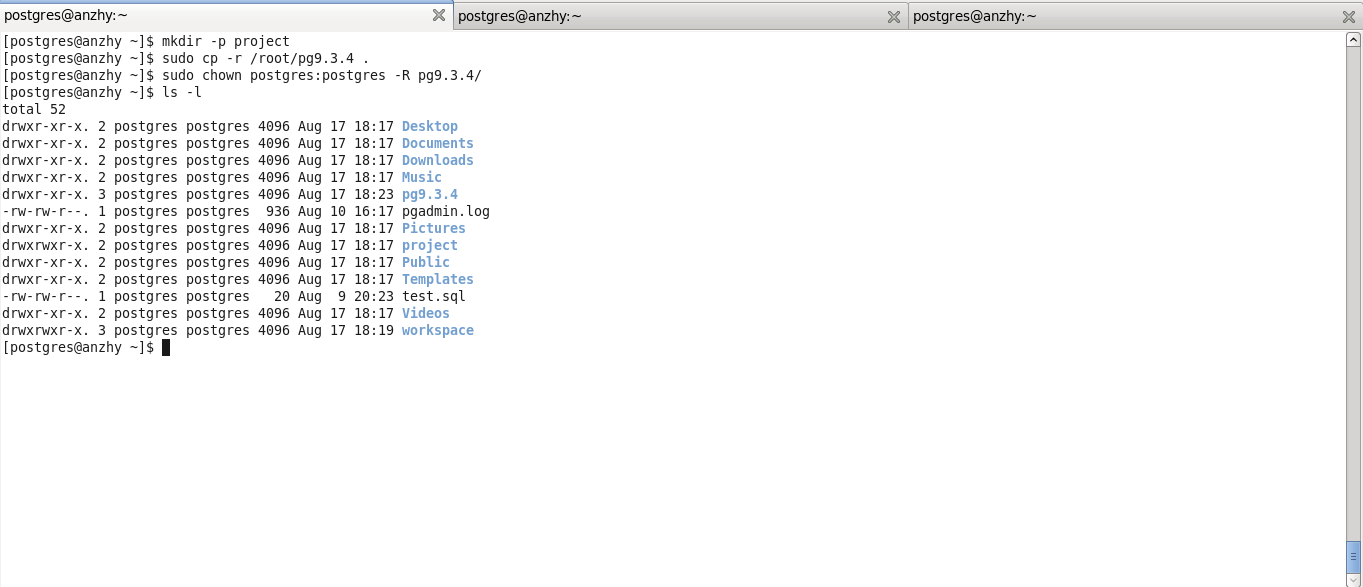 postgres@anzhy:~ postgres@anzhy:~ postgres@anzhy:~
[postgres@anzhy ~]$ mkdir -p project
[postgres@anzhy ~]$ sudo cp -r /root/pg9.3.4 .
[postgres@anzhy ~]$ sudo chown postgres:postgres -R pg9.3.4/
[postgres@anzhy ~]$ ls -l
total 52
drwxr-xr-x. 2 postgres postgres 4096 Aug 17 18:17 Desktop
drwxr-xr-x. 2 postgres postgres 4096 Aug 17 18:17 Documents
drwxr-xr-x. 2 postgres postgres 4096 Aug 17 18:17 Downloads
drwxr-xr-x. 2 postgres postgres 4096 Aug 17 18:17 Music
drwxr-xr-x. 3 postgres postgres 4096 Aug 17 18:23 pg9.3.4
-rw-rw-r--. 1 postgres postgres  936 Aug 10 16:17 pgadmin.log
drwxr-xr-x. 2 postgres postgres 4096 Aug 17 18:17 Pictures
drwxrwxr-x. 2 postgres postgres 4096 Aug 17 18:17 project
drwxr-xr-x. 2 postgres postgres 4096 Aug 17 18:17 Public
drwxr-xr-x. 2 postgres postgres 4096 Aug 17 18:17 Templates
-rw-rw-r--. 1 postgres postgres   20 Aug  9 20:23 test.sql
drwxr-xr-x. 2 postgres postgres 4096 Aug 17 18:17 Videos
drwxrwxr-x. 3 postgres postgres 4096 Aug 17 18:19 workspace
[postgres@anzhy ~]$